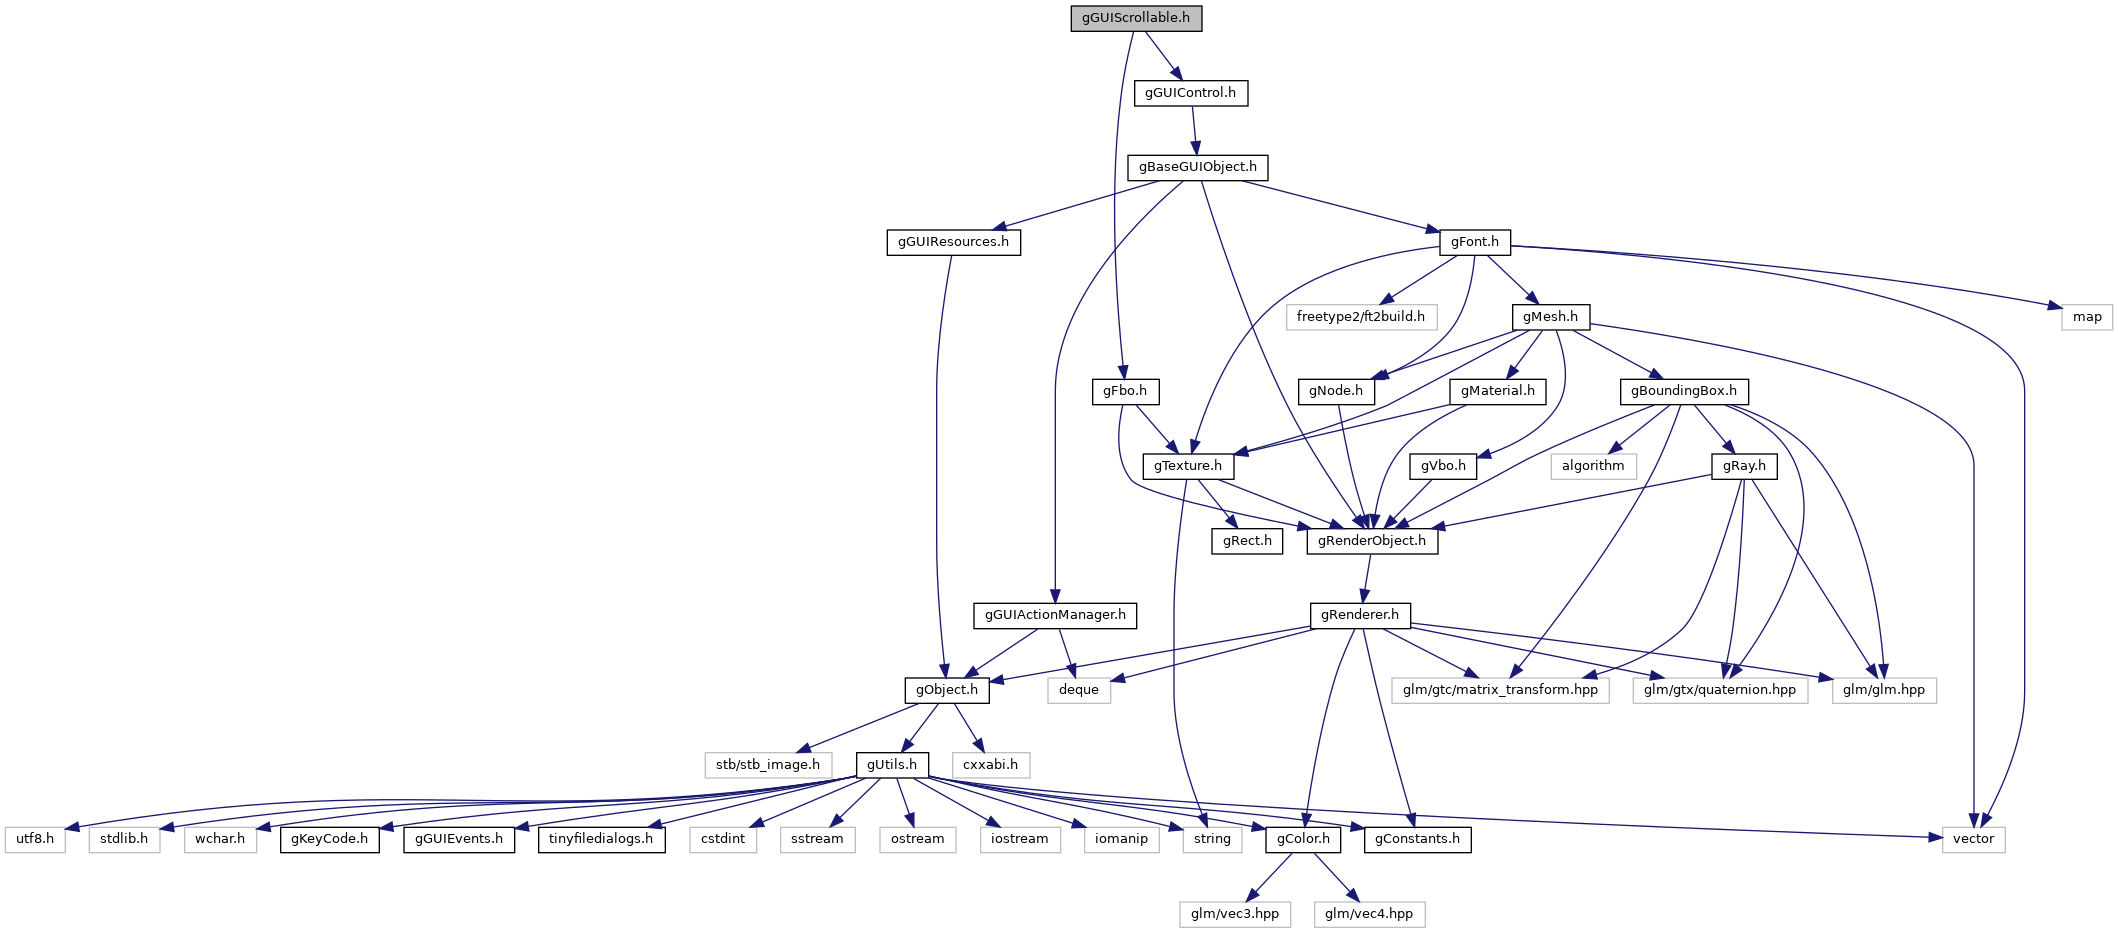 gGUIScrollable.h
gGUIControl.h
gBaseGUIObject.h
gGUIResources.h
gFont.h
freetype2/ft2build.h
gMesh.h
map
gFbo.h
gNode.h
gMaterial.h
gBoundingBox.h
gTexture.h
gVbo.h
algorithm
gRay.h
gRect.h
gRenderObject.h
gGUIActionManager.h
gRenderer.h
gObject.h
deque
glm/gtc/matrix_transform.hpp
glm/gtx/quaternion.hpp
glm/glm.hpp
stb/stb_image.h
gUtils.h
cxxabi.h
utf8.h
stdlib.h
wchar.h
gKeyCode.h
gGUIEvents.h
tinyfiledialogs.h
cstdint
sstream
ostream
iostream
iomanip
string
gColor.h
gConstants.h
vector
glm/vec3.hpp
glm/vec4.hpp